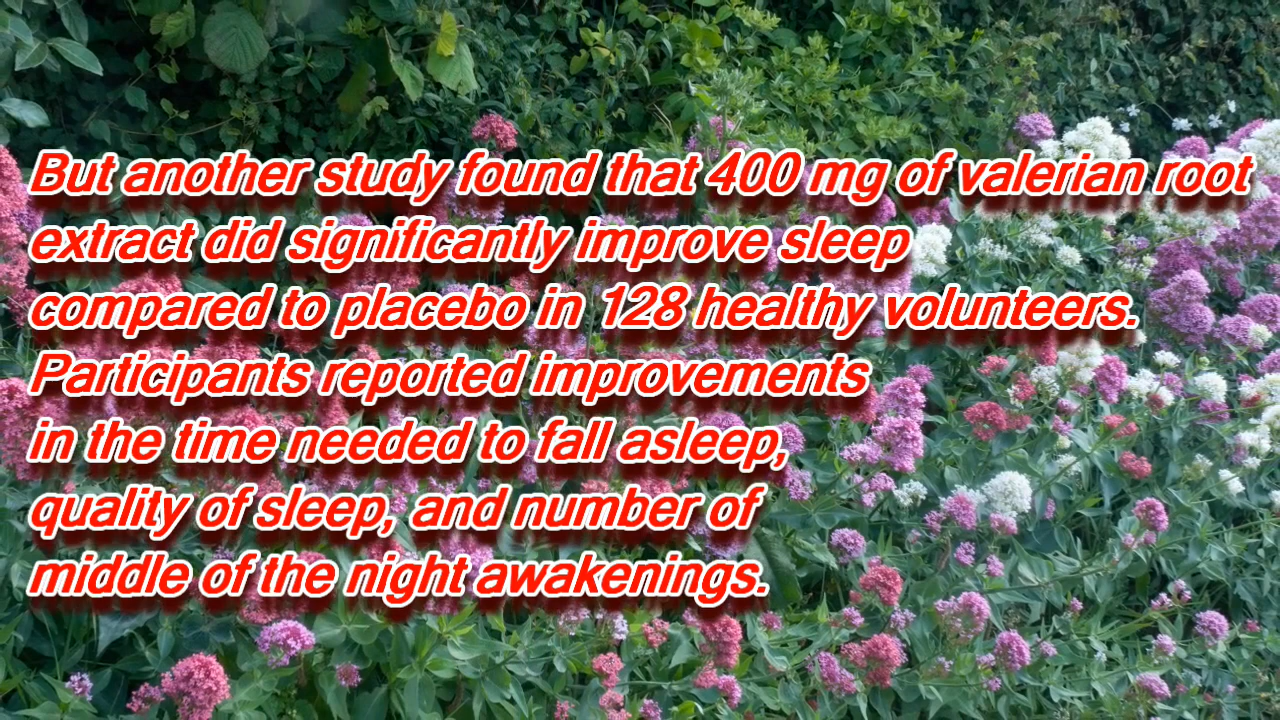 But another study found that 400 mg of valerian root
extract did significantly improve sleep
compared to placebo in 128 healthy volunteers.
Participants reported improvements
in the time needed to fall asleep,
quality of sleep, and number of
middle of the night awakenings.